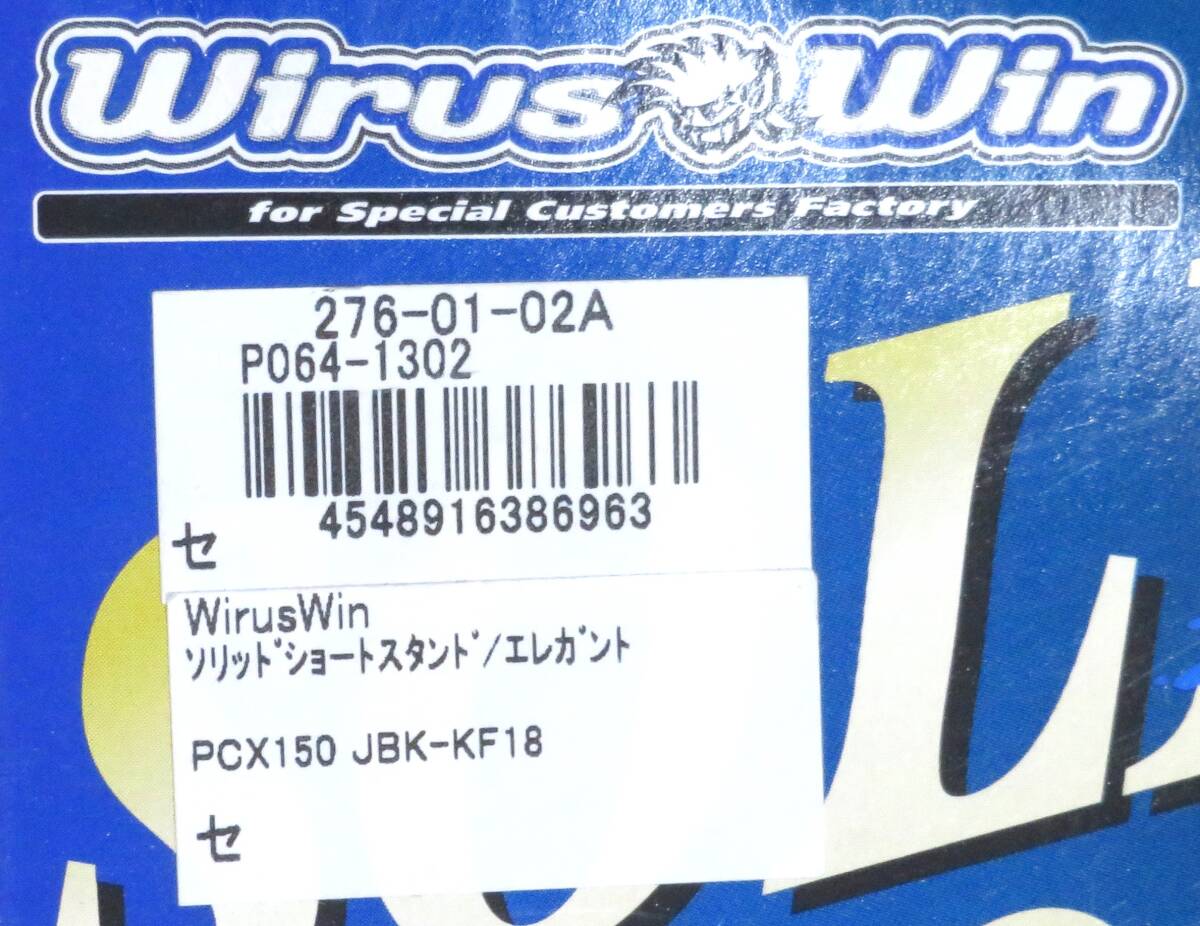 Wirus Win
for Special Customers Factory
276-01-02A
P064-1302
4548916386963
セ
WirusWin
ソリッドショートスタンド/エレガント
PCX150 JBK-KF18
セ